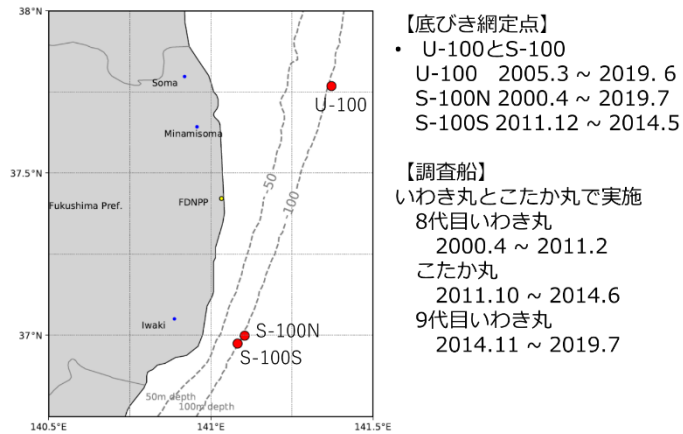 38°N
Soma
U-100
Minamisoma
37.5°N
-50
-100
Fukushima Pref.
FDNPP
37°N
Iwaki
S-100N
S-100S
50m depth
100m depth
140.5°E
141°E
141.5°E
【底びき網定点】
• U-100とS-100
U-100 2005.3 ~ 2019. 6
S-100N 2000.4 ~ 2019.7
S-100S 2011.12 ~ 2014.5
【調査船】
いわき丸とこたか丸で実施
8代目いわき丸
2000.4 ~ 2011.2
こたか丸
2011.10 ~ 2014.6
9代目いわき丸
2014.11 ~ 2019.7